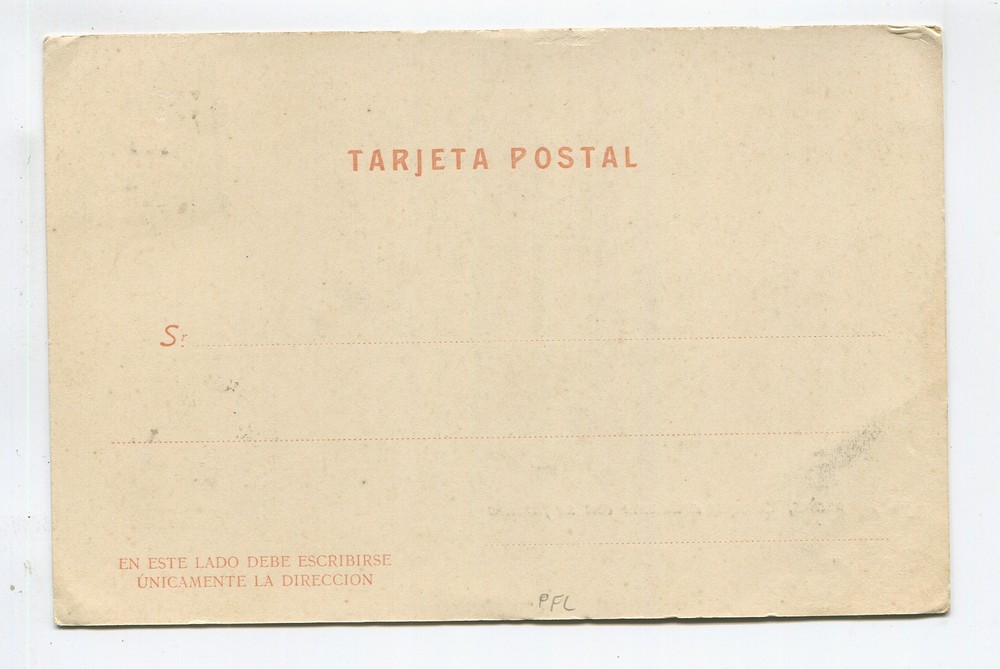 TARJETA POSTAL
Sr.
EN ESTE LADO DEBE ESCRIBIRSE
ÚNICAMENTE LA DIRECCION
PFL